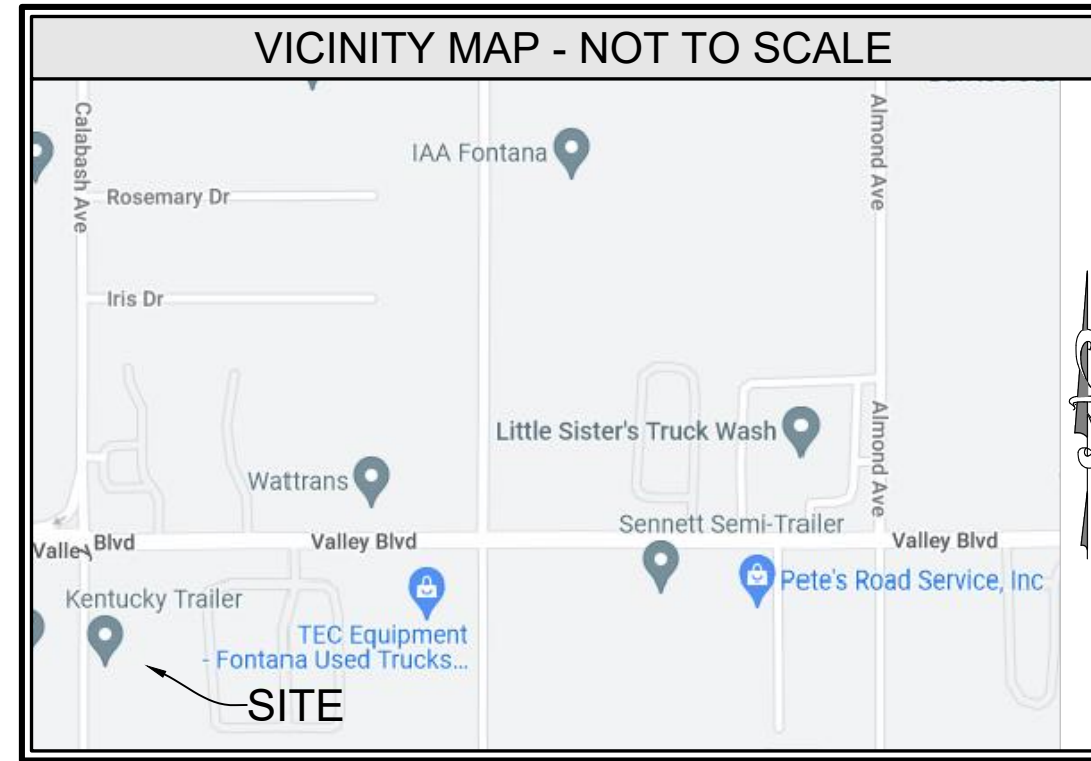 VICINITY MAP - NOT TO SCALE
Calabash Ave
Almond Ave
IAA Fontana
Rosemary Dr
Iris Dr
Almond Ave
Little Sister's Truck Wash
Wattrans
Sennett Semi-Trailer
Valley Blvd
Valley Blvd
Valley Blvd
Kentucky Trailer
Pete's Road Service, Inc
TEC Equipment
- Fontana Used Trucks...
SITE